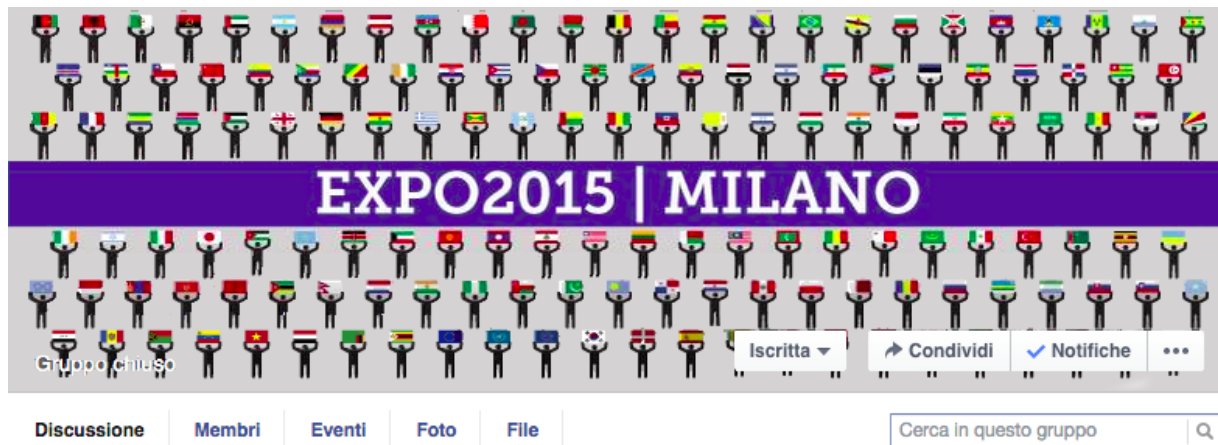 EXPO2015 | MILANO
Gruppo chiuso
Iscritta
Condividi
Notifiche
Discussione Membri Eventi Foto File
Cerca in questo gruppo